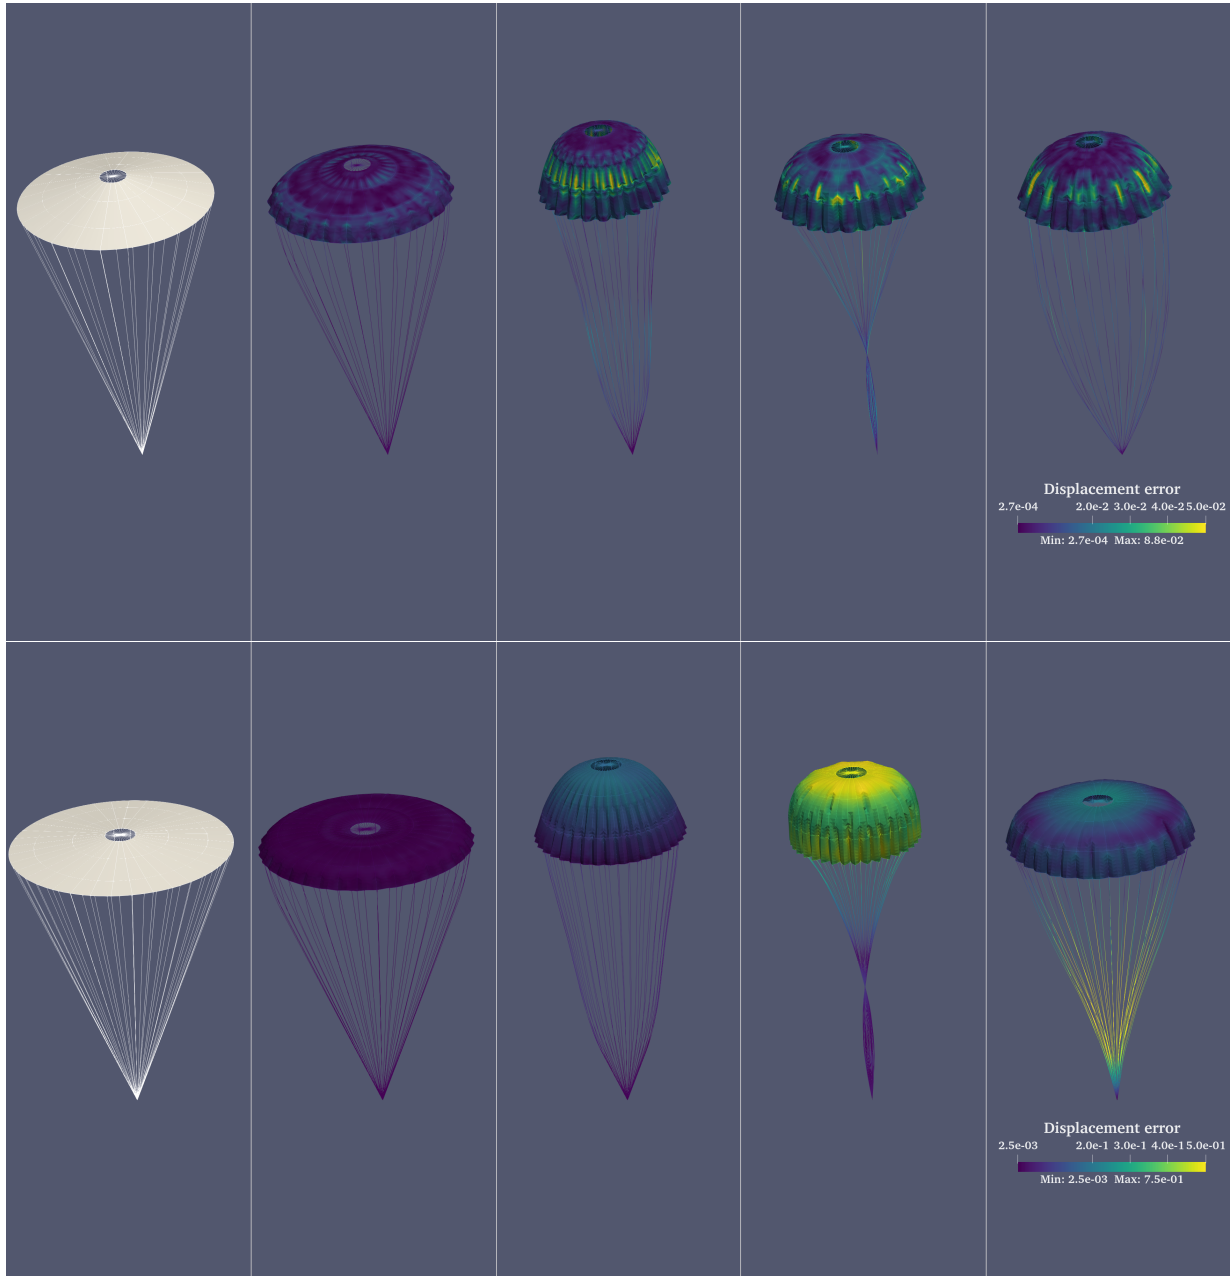 Displacement error
2.7e-04 2.0e-2 3.0e-2 4.0e-2 5.0e-02
Min: 2.7e-04 Max: 8.8e-02
Displacement error
2.5e-03 2.0e-1 3.0e-1 4.0e-1 5.0e-01
Min: 2.5e-03 Max: 7.5e-01